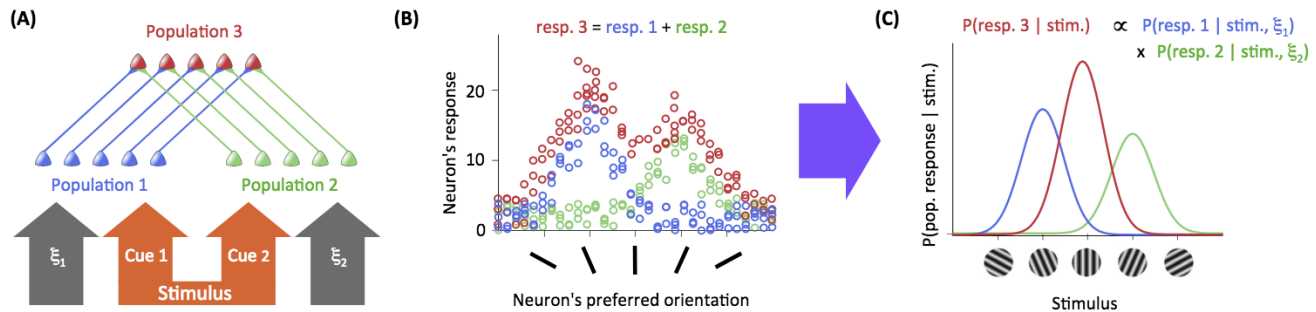 (A)
Population 3
Population 1
Population 2
ξ1
Cue 1
Cue 2
ξ2
Stimulus
(B)
resp. 3 = resp. 1 + resp. 2
Neuron's response
20
10
0
Neuron's preferred orientation
(C)
P(resp. 3 | stim.) ∝ P(resp. 1 | stim., ξ1)
x P(resp. 2 | stim., ξ2)
P(pop. response | stim.)
Stimulus